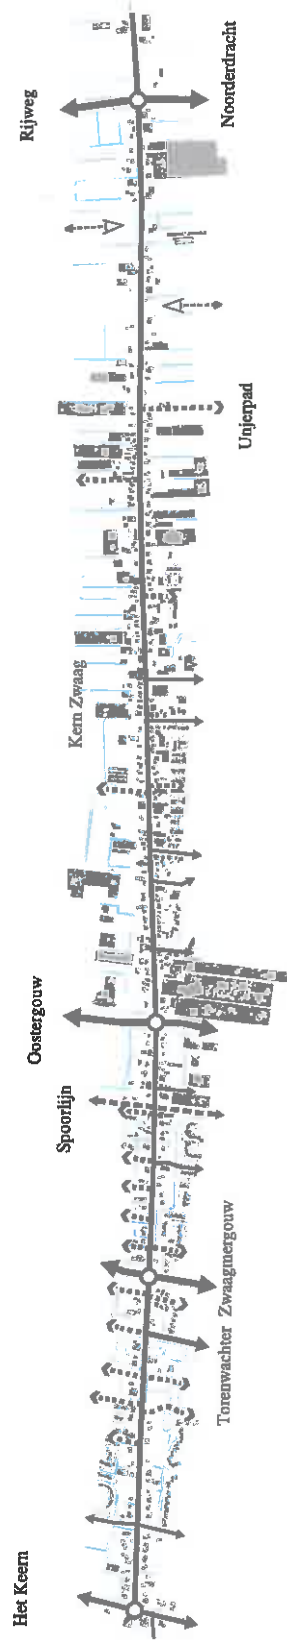 Rijweg
Noorderdracht
Unjerpad
Kern Zwaag
Oostergouw
Spoorlijn
Zwaagmergouw
Torenwachter
Het Keern